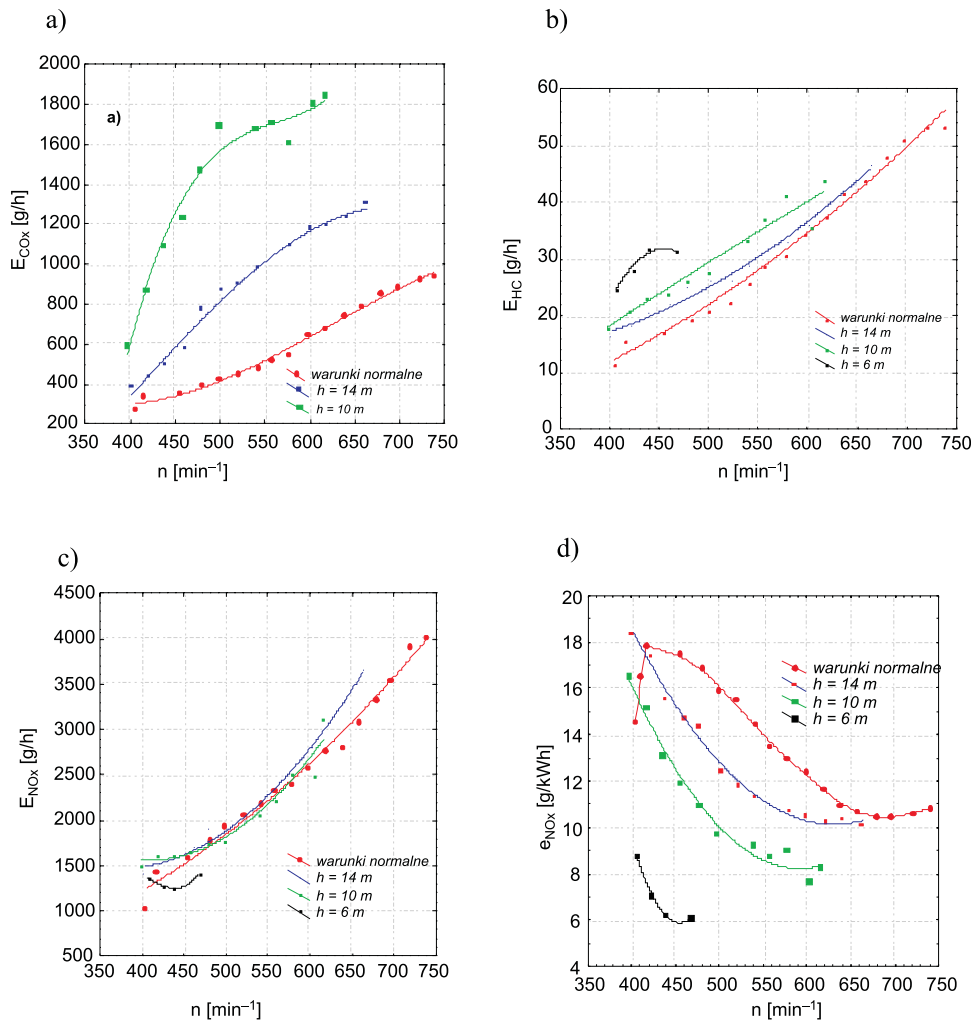 a)
2000
1800
1600
1400
1200
1000
800
600
400
200
350 400 450 500 550 600 650 700 750
E_COx [g/h]
a)
warunki normalne
h = 14 m
h = 10 m
n [min⁻¹]
b)
60
50
40
30
20
10
0
350 400 450 500 550 600 650 700 750
E_HC [g/h]
warunki normalne
h = 14 m
h = 10 m
h = 6 m
n [min⁻¹]
c)
4500
4000
3500
3000
2500
2000
1500
1000
500
350 400 450 500 550 600 650 700 750
E_NOx [g/h]
warunki normalne
h = 14 m
h = 10 m
h = 6 m
n [min⁻¹]
d)
20
18
16
14
12
10
8
6
4
350 400 450 500 550 600 650 700 750
e_NOx [g/kWh]
warunki normalne
h = 14 m
h = 10 m
h = 6 m
n [min⁻¹]